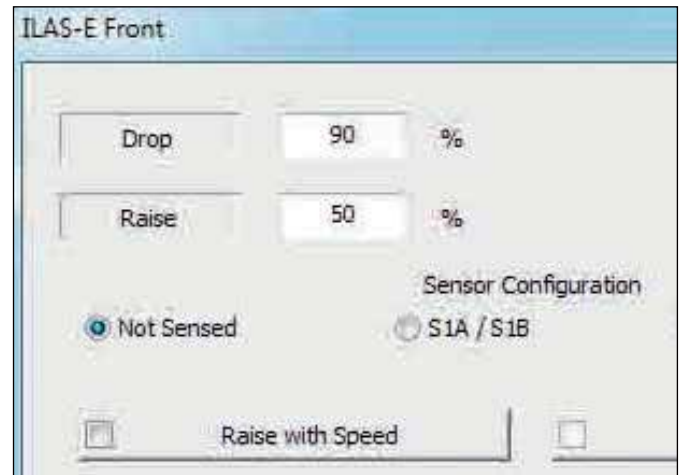 ILAS-E Front
Drop 90 %
Raise 50 %
Sensor Configuration
Not Sensed S1A / S1B
Raise with Speed